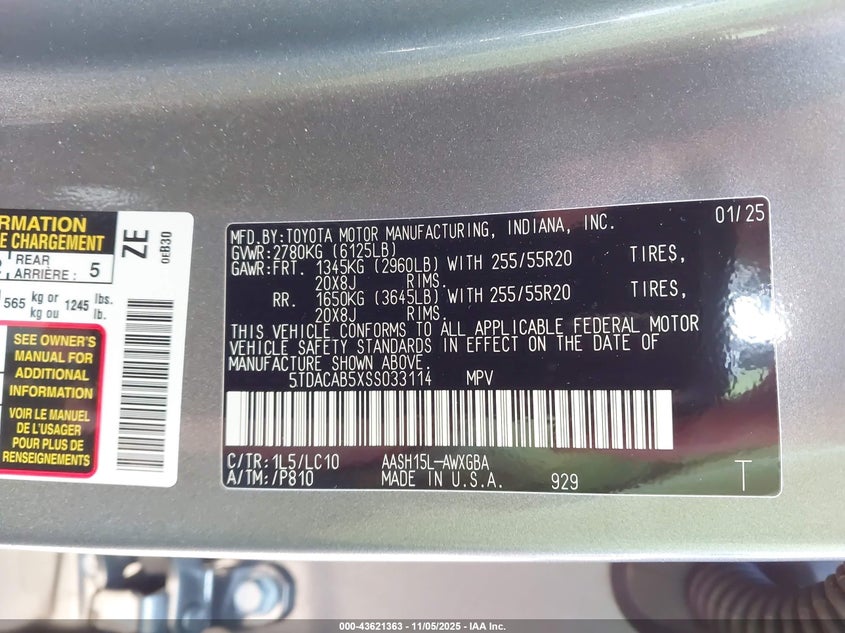 ORMATION
E CHARGEMENT
REAR
ARRIÈRE : 5
565 kg or 1245 lbs.
kg ou lb.
SEE OWNER'S
MANUAL FOR
ADDITIONAL
INFORMATION
VOIR LE MANUEL
DE L'USAGER
POUR PLUS DE
RENSEIGNEMENTS
ZE
0EB30
01/25
MFD.BY:TOYOTA MOTOR MANUFACTURING, INDIANA, INC.
GVWR:2780KG (6125LB)
GAWR:FRT. 1345KG (2960LB) WITH 255/55R20 TIRES,
20X8J RIMS.
RR. 1650KG (3645LB) WITH 255/55R20 TIRES,
20X8J RIMS.
THIS VEHICLE CONFORMS TO ALL APPLICABLE FEDERAL MOTOR
VEHICLE SAFETY STANDARDS IN EFFECT ON THE DATE OF
MANUFACTURE SHOWN ABOVE.
5TDACAB5XSS033114 MPV
C/TR:1L5/LC10 AASH15L-AWXGBA
A/TM:/P810 MADE IN U.S.A. 929 T
000-43621363 - 11/05/2025 - IAA Inc.